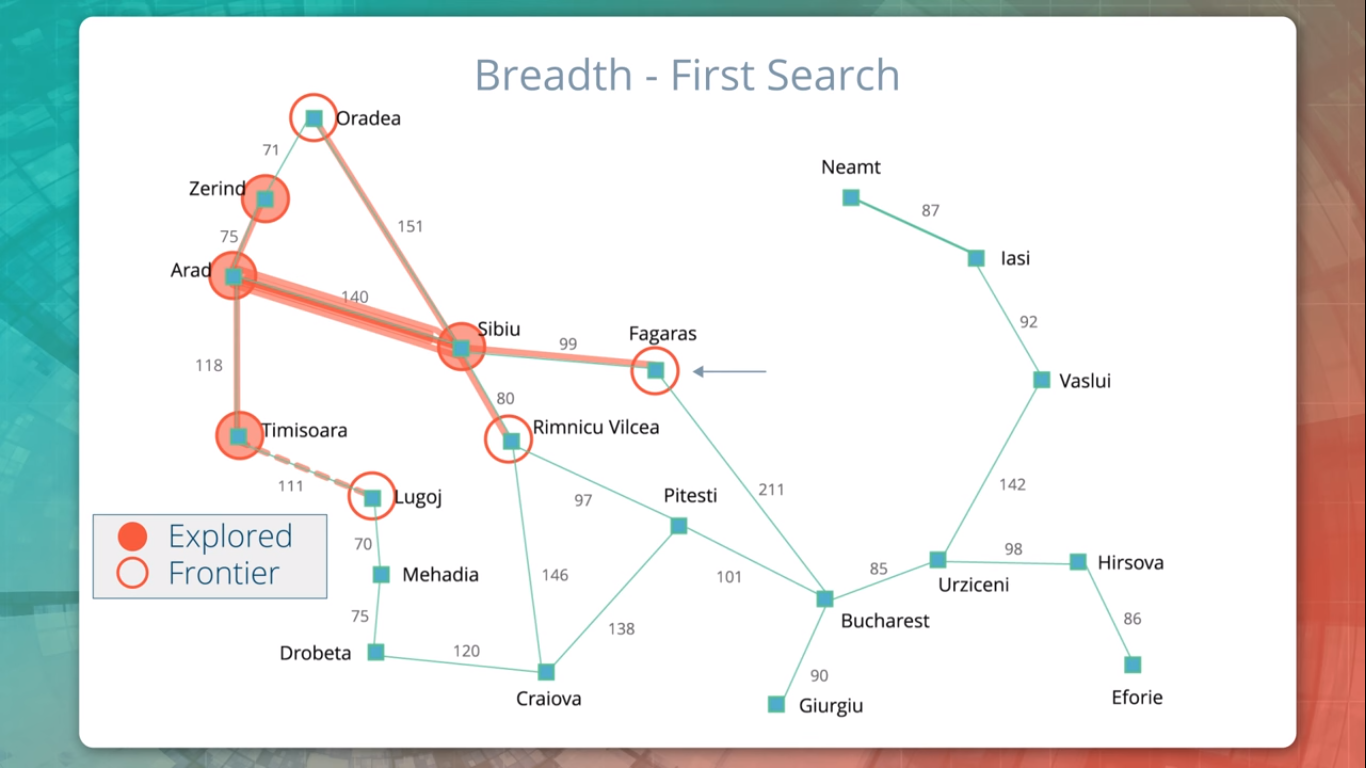 Breadth - First Search
Oradea
71
Neamt
Zerind
87
151
75
Iasi
Arad
140
Sibiu
92
Fagaras
99
118
Vaslui
80
Rimnicu Vilcea
Timisoara
111
142
211
Pitesti
Lugoj
97
Explored
70
98
Hirsova
Frontier
Mehadia
146
101
85
Urziceni
75
138
86
Bucharest
Drobeta
120
90
Craiova
Giurgiu
Eforie